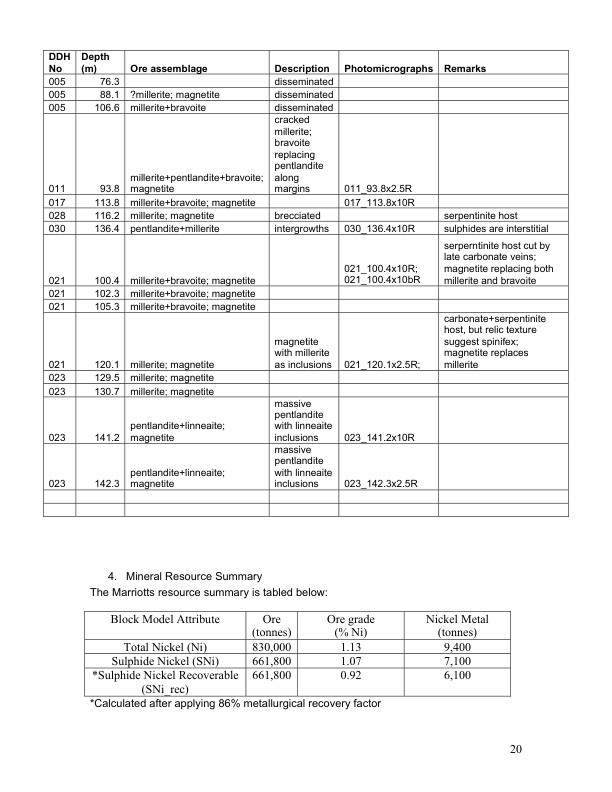 DDH No Depth (m) Ore assemblage Description Photomicrographs Remarks
005 76.3 disseminated
005 88.1 ?millerite; magnetite disseminated
005 106.6 millerite+bravoite disseminated
011 93.8 millerite+pentlandite+bravoite; magnetite cracked millerite; bravoite replacing pentlandite along margins 011_93.8x2.5R
017 113.8 millerite+bravoite; magnetite 017_113.8x10R
028 116.2 millerite; magnetite brecciated serpentinite host
030 136.4 pentlandite+millerite intergrowths 030_136.4x10R sulphides are interstitial
021 100.4 millerite+bravoite; magnetite 021_100.4x10R; 021_100.4x10bR serperntinite host cut by late carbonate veins; magnetite replacing both millerite and bravoite
021 102.3 millerite+bravoite; magnetite
021 105.3 millerite+bravoite; magnetite
021 120.1 millerite; magnetite magnetite with millerite as inclusions 021_120.1x2.5R; carbonate+serpentinite host, but relic texture suggest spinifex; magnetite replaces millerite
023 129.5 millerite; magnetite
023 130.7 millerite; magnetite
023 141.2 pentlandite+linneaite; magnetite massive pentlandite with linneaite inclusions 023_141.2x10R
023 142.3 pentlandite+linneaite; magnetite massive pentlandite with linneaite inclusions 023_142.3x2.5R
4. Mineral Resource Summary
The Marriotts resource summary is tabled below:
Block Model Attribute Ore (tonnes) Ore grade (% Ni) Nickel Metal (tonnes)
Total Nickel (Ni) 830,000 1.13 9,400
Sulphide Nickel (SNi) 661,800 1.07 7,100
*Sulphide Nickel Recoverable (SNi_rec) 661,800 0.92 6,100
*Calculated after applying 86% metallurgical recovery factor
20